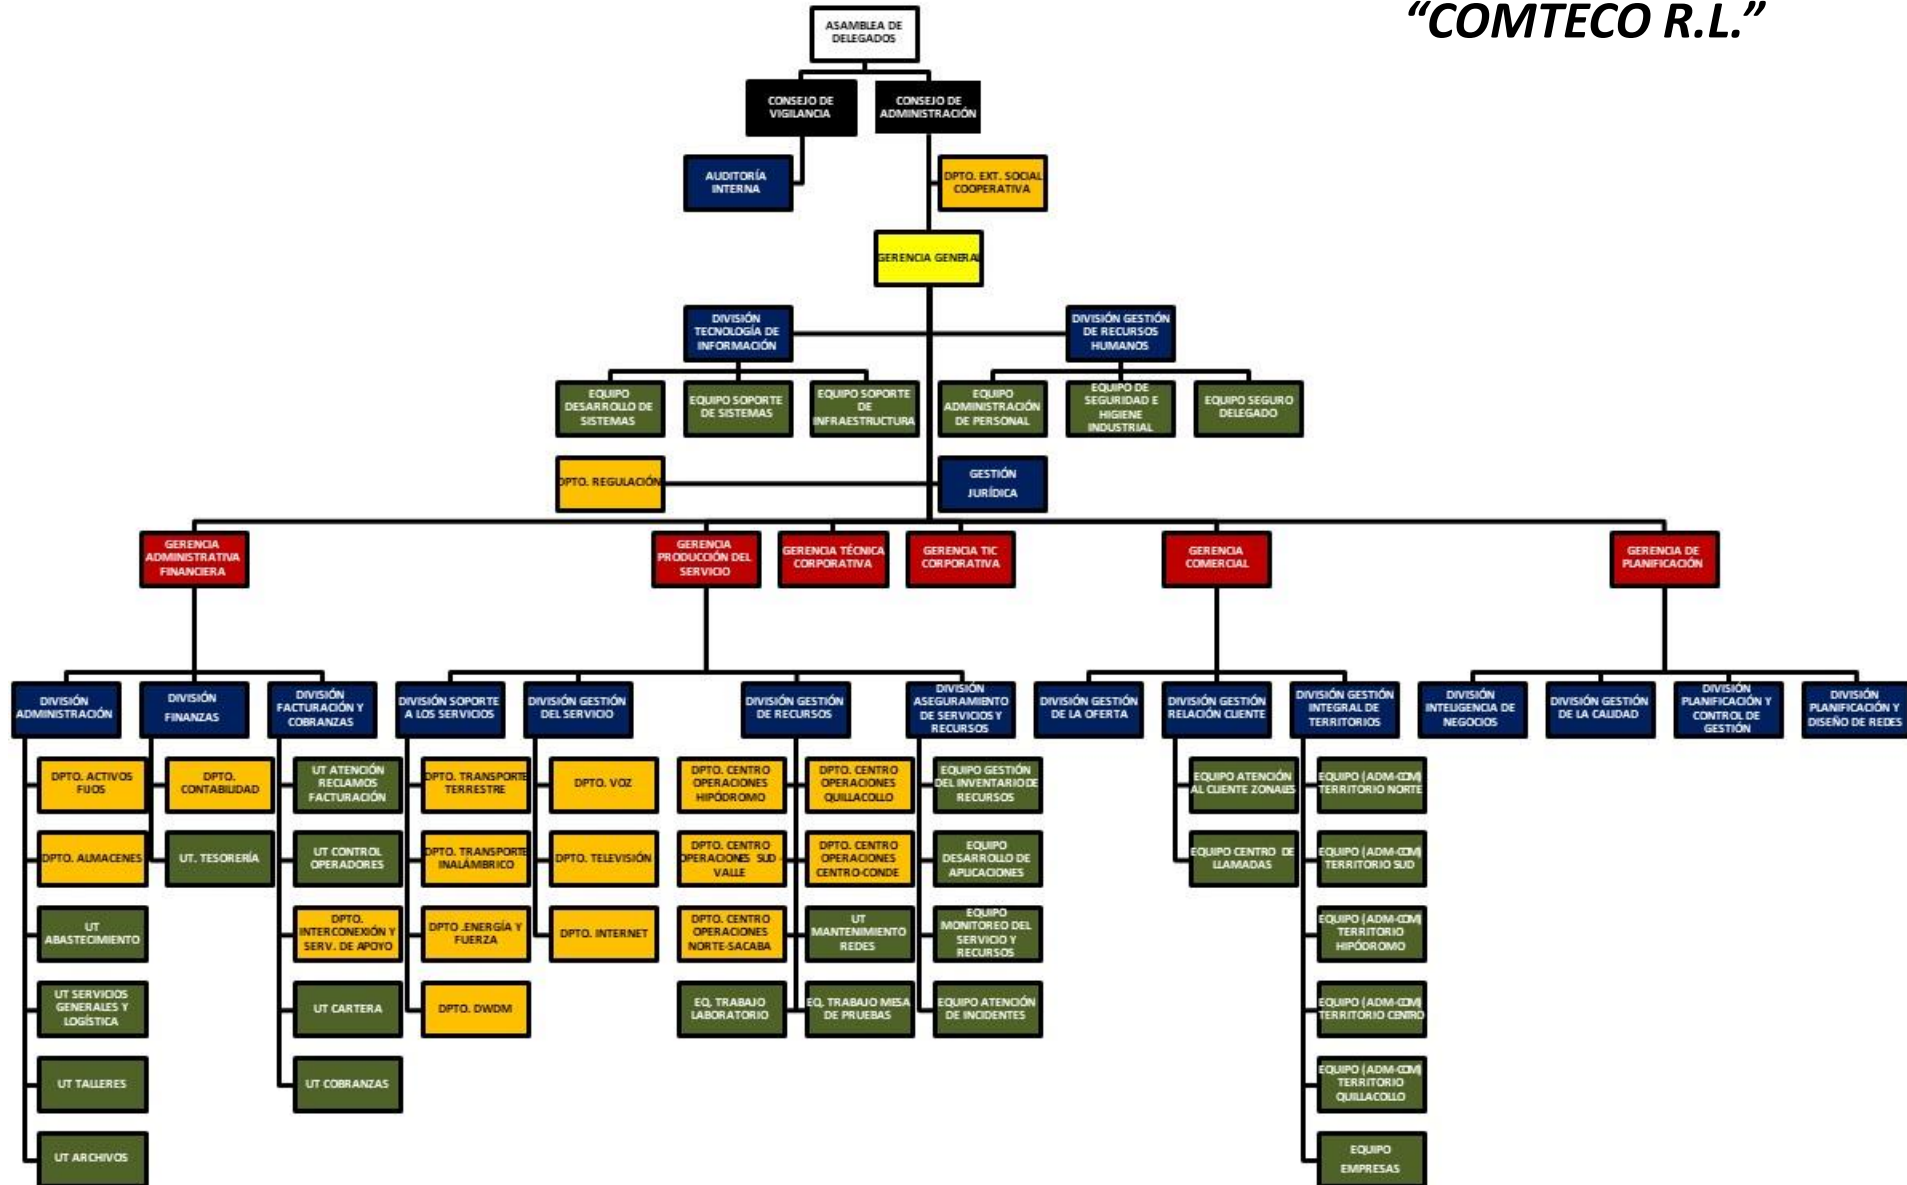 “COMTECO R.L.”
ASAMBLEA DE
DELEGADOS
CONSEJO DE
VIGILANCIA
CONSEJO DE
ADMINISTRACIÓN
AUDITORÍA
INTERNA
DPTO. EXT. SOCIAL
COOPERATIVA
GERENCIA GENERAL
DIVISIÓN
TECNOLOGÍA DE
INFORMACIÓN
DIVISIÓN GESTIÓN
DE RECURSOS
HUMANOS
EQUIPO
DESARROLLO DE
SISTEMAS
EQUIPO SOPORTE
DE SISTEMAS
EQUIPO SOPORTE
DE
INFRAESTRUCTURA
EQUIPO
ADMINISTRACIÓN
DE PERSONAL
EQUIPO DE
SEGURIDAD E
HIGIENE
INDUSTRIAL
EQUIPO SEGURO
DELEGADO
DPTO. REGULACIÓN
GESTIÓN
JURÍDICA
GERENCIA
ADMINISTRATIVA
FINANCIERA
GERENCIA
PRODUCCIÓN DEL
SERVICIO
GERENCIA TÉCNICA
CORPORATIVA
GERENCIA TIC
CORPORATIVA
GERENCIA
COMERCIAL
GERENCIA DE
PLANIFICACIÓN
DIVISIÓN
ADMINISTRACIÓN
DIVISIÓN
FINANZAS
DIVISIÓN
FACTURACIÓN Y
COBRANZAS
DIVISIÓN SOPORTE
A LOS SERVICIOS
DIVISIÓN GESTIÓN
DEL SERVICIO
DIVISIÓN GESTIÓN
DE RECURSOS
DIVISIÓN
ASEGURAMIENTO
DE SERVICIOS Y
RECURSOS
DIVISIÓN GESTIÓN
DE LA OFERTA
DIVISIÓN GESTIÓN
RELACIÓN CLIENTE
DIVISIÓN GESTIÓN
INTEGRAL DE
TERRITORIOS
DIVISIÓN
INTELIGENCIA DE
NEGOCIOS
DIVISIÓN GESTIÓN
DE LA CALIDAD
DIVISIÓN
PLANIFICACIÓN Y
CONTROL DE
GESTIÓN
DIVISIÓN
PLANIFICACIÓN Y
DISEÑO DE REDES
DPTO. ACTIVOS
FIJOS
DPTO.
CONTABILIDAD
UT ATENCIÓN
RECLAMOS
FACTURACIÓN
DPTO. TRANSPORTE
TERRESTRE
DPTO. VOZ
DPTO. CENTRO
OPERACIONES
HIPÓDROMO
DPTO. CENTRO
OPERACIONES
QUILLACOLLO
EQUIPO GESTIÓN
DEL INVENTARIO DE
RECURSOS
EQUIPO ATENCIÓN
AL CLIENTE ZONALES
EQUIPO (ADM-COM)
TERRITORIO NORTE
DPTO. ALMACENES
UT. TESORERÍA
UT CONTROL
OPERADORES
DPTO. TRANSPORTE
INALÁMBRICO
DPTO. TELEVISIÓN
DPTO. CENTRO
OPERACIONES SUD -
VALLE
DPTO. CENTRO
OPERACIONES
CENTRO-CONDE
EQUIPO
DESARROLLO DE
APLICACIONES
EQUIPO CENTRO DE
LLAMADAS
EQUIPO (ADM-COM)
TERRITORIO SUD
UT
ABASTECIMIENTO
DPTO.
INTERCONEXIÓN Y
SERV. DE APOYO
DPTO .ENERGÍA Y
FUERZA
DPTO. INTERNET
DPTO. CENTRO
OPERACIONES
NORTE-SACABA
UT
MANTENIMIENTO
REDES
EQUIPO
MONITOREO DEL
SERVICIO Y
RECURSOS
EQUIPO (ADM-COM)
TERRITORIO
HIPÓDROMO
UT SERVICIOS
GENERALES Y
LOGÍSTICA
UT CARTERA
DPTO. DWDM
EQ. TRABAJO
LABORATORIO
EQ. TRABAJO MESA
DE PRUEBAS
EQUIPO ATENCIÓN
DE INCIDENTES
EQUIPO (ADM-COM)
TERRITORIO CENTRO
UT TALLERES
UT COBRANZAS
EQUIPO (ADM-COM)
TERRITORIO
QUILLACOLLO
UT ARCHIVOS
EQUIPO
EMPRESAS